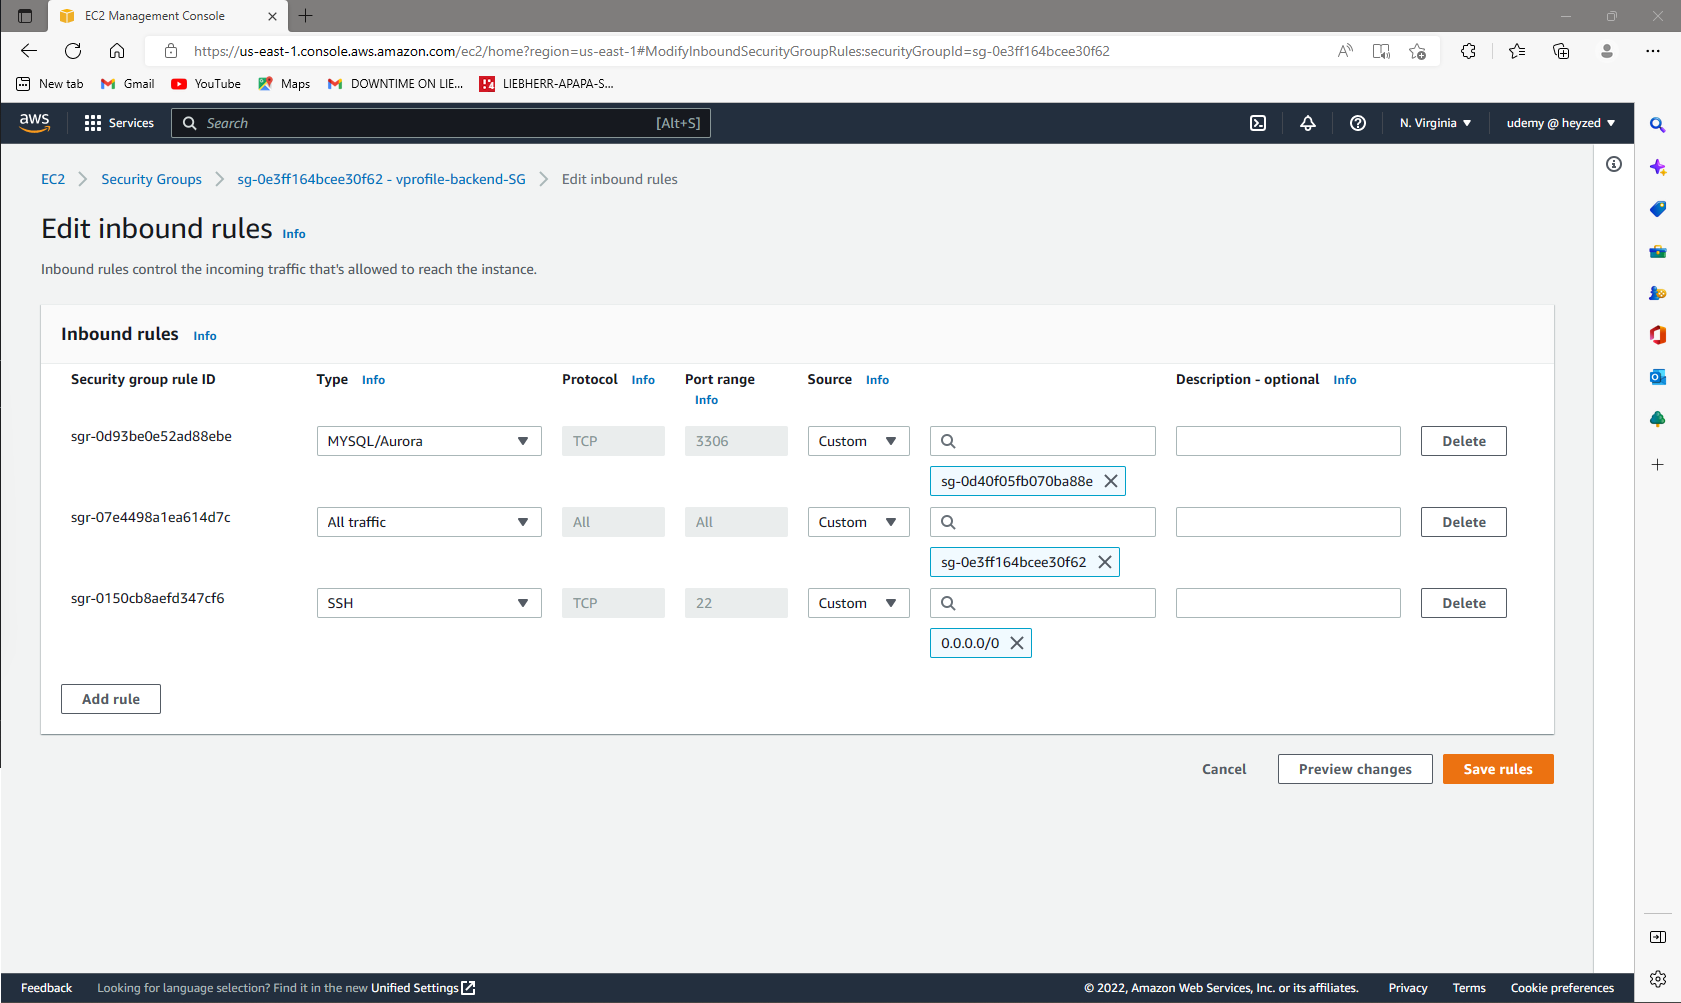 EC2 Management Console
https://us-east-1.console.aws.amazon.com/ec2/home?region=us-east-1#ModifyInboundSecurityGroupRules:securityGroupId=sg-0e3ff164bcee30f62
New tab Gmail YouTube Maps DOWNTIME ON LIE... LIEBHERR-APAPA-S...
aws Services Search [Alt+S] N. Virginia udemy @ heyzed
EC2 Security Groups sg-0e3ff164bcee30f62 - vprofile-backend-SG Edit inbound rules
Edit inbound rules Info
Inbound rules control the incoming traffic that's allowed to reach the instance.
Inbound rules Info
Security group rule ID Type Info Protocol Info Port range Info Source Info Description - optional Info
sgr-0d93be0e52ad88ebe MYSQL/Aurora TCP 3306 Custom Delete
sg-0d40f05fb070ba88e
sgr-07e4498a1ea614d7c All traffic All All Custom Delete
sg-0e3ff164bcee30f62
sgr-0150cb8aefd347cf6 SSH TCP 22 Custom Delete
0.0.0.0/0
Add rule
Cancel Preview changes Save rules
Feedback Looking for language selection? Find it in the new Unified Settings © 2022, Amazon Web Services, Inc. or its affiliates. Privacy Terms Cookie preferences